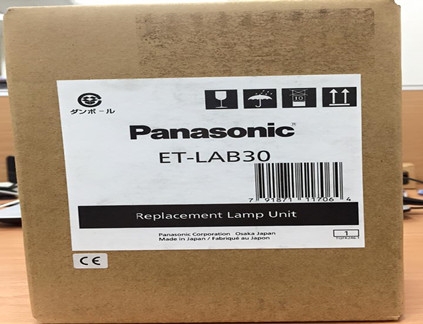 10
ダンボール
Panasonic
ET-LAB30
7 91871 11706 4
Replacement Lamp Unit
Panasonic Corporation Osaka Japan
Made in Japan / Fabriqué au Japon
1
CE